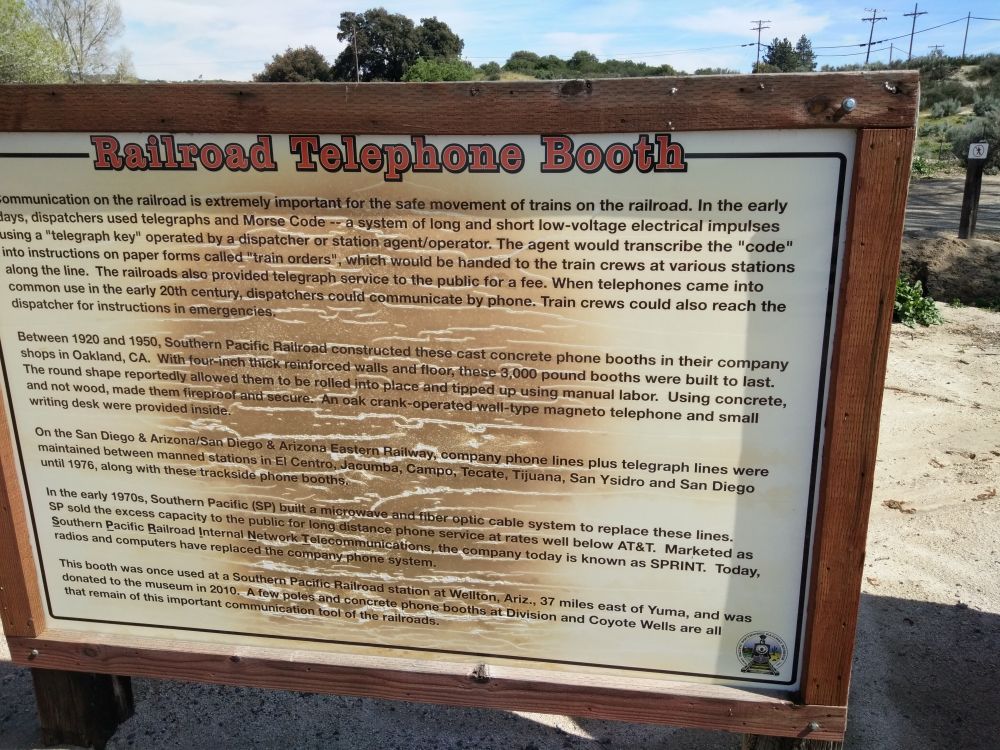 Railroad Telephone Booth
Communication on the railroad is extremely important for the safe movement of trains on the railroad. In the early
days, dispatchers used telegraphs and Morse Code -- a system of long and short low-voltage electrical impulses
using a "telegraph key" operated by a dispatcher or station agent/operator. The agent would transcribe the "code"
into instructions on paper forms called "train orders", which would be handed to the train crews at various stations
along the line. The railroads also provided telegraph service to the public for a fee. When telephones came into
common use in the early 20th century, dispatchers could communicate by phone. Train crews could also reach the
dispatcher for instructions in emergencies.
Between 1920 and 1950, Southern Pacific Railroad constructed these cast concrete phone booths in their company
shops in Oakland, CA. With four-inch thick reinforced walls and floor, these 3,000 pound booths were built to last.
The round shape reportedly allowed them to be rolled into place and tipped up using manual labor. Using concrete,
and not wood, made them fireproof and secure. An oak crank-operated wall-type magneto telephone and small
writing desk were provided inside.
On the San Diego & Arizona/San Diego & Arizona Eastern Railway, company phone lines plus telegraph lines were
maintained between manned stations in El Centro, Jacumba, Campo, Tecate, Tijuana, San Ysidro and San Diego
until 1976, along with these trackside phone booths.
In the early 1970s, Southern Pacific (SP) built a microwave and fiber optic cable system to replace these lines.
SP sold the excess capacity to the public for long distance phone service at rates well below AT&T. Marketed as
Southern Pacific Railroad Internal Network Telecommunications, the company today is known as SPRINT. Today,
radios and computers have replaced the company phone system.
This booth was once used at a Southern Pacific Railroad station at Wellton, Ariz., 37 miles east of Yuma, and was
donated to the museum in 2010. A few poles and concrete phone booths at Division and Coyote Wells are all
that remain of this important communication tool of the railroads.